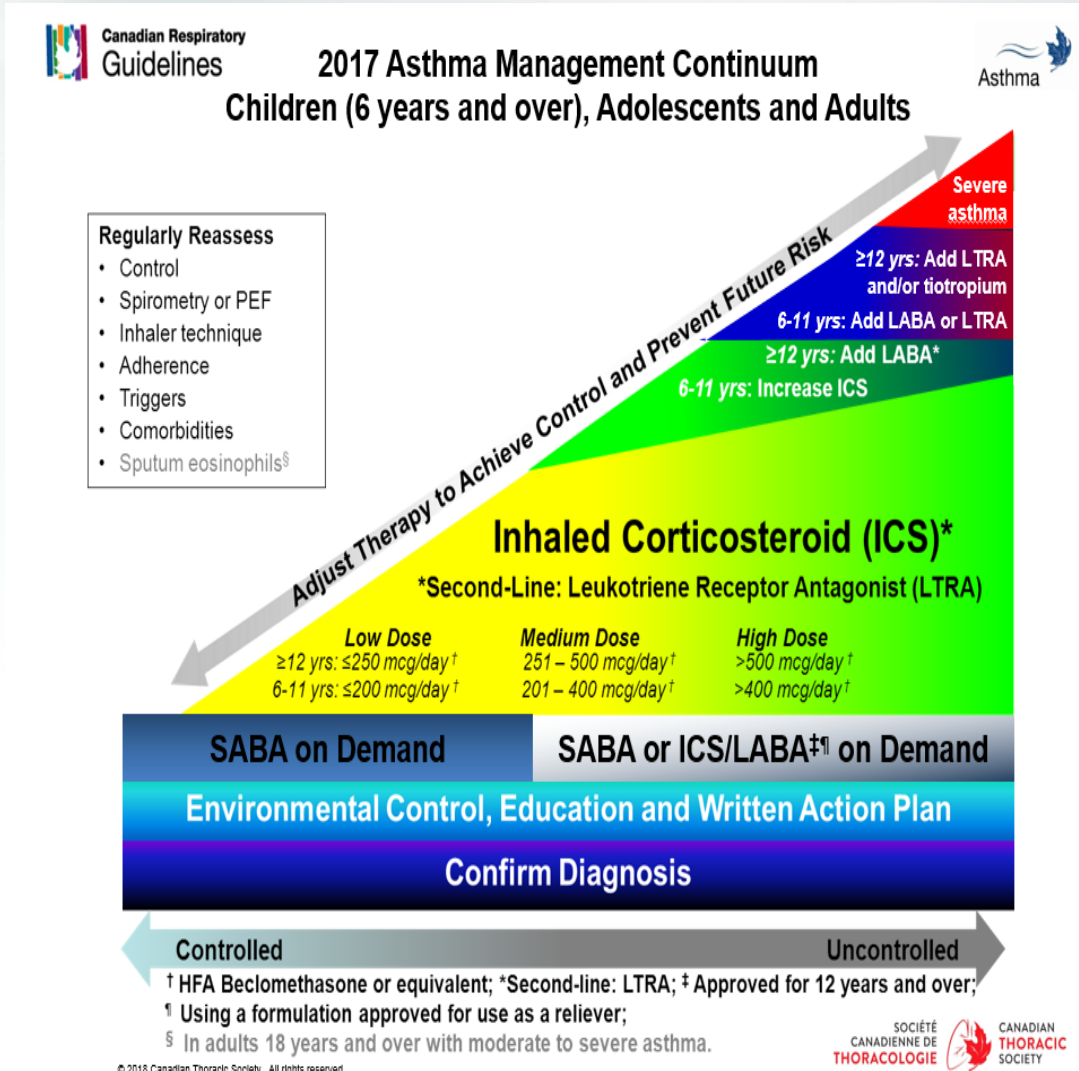 Canadian Respiratory
Guidelines
Asthma
2017 Asthma Management Continuum
Children (6 years and over), Adolescents and Adults
Regularly Reassess
• Control
• Spirometry or PEF
• Inhaler technique
• Adherence
• Triggers
• Comorbidities
• Sputum eosinophils§
Adjust Therapy to Achieve Control and Prevent Future Risk
Severe
asthma
≥12 yrs: Add LTRA
and/or tiotropium
6-11 yrs: Add LABA or LTRA
≥12 yrs: Add LABA*
6-11 yrs: Increase ICS
Inhaled Corticosteroid (ICS)*
*Second-Line: Leukotriene Receptor Antagonist (LTRA)
Low Dose Medium Dose High Dose
≥12 yrs: ≤250 mcg/day† 251 – 500 mcg/day† >500 mcg/day†
6-11 yrs: ≤200 mcg/day† 201 – 400 mcg/day† >400 mcg/day†
SABA on Demand SABA or ICS/LABA‡¶ on Demand
Environmental Control, Education and Written Action Plan
Confirm Diagnosis
Controlled Uncontrolled
† HFA Beclomethasone or equivalent; *Second-line: LTRA; ‡ Approved for 12 years and over;
¶ Using a formulation approved for use as a reliever;
§ In adults 18 years and over with moderate to severe asthma.
© 2018 Canadian Thoracic Society. All rights reserved
SOCIÉTÉ
CANADIENNE DE
THORACOLOGIE
CANADIAN
THORACIC
SOCIETY